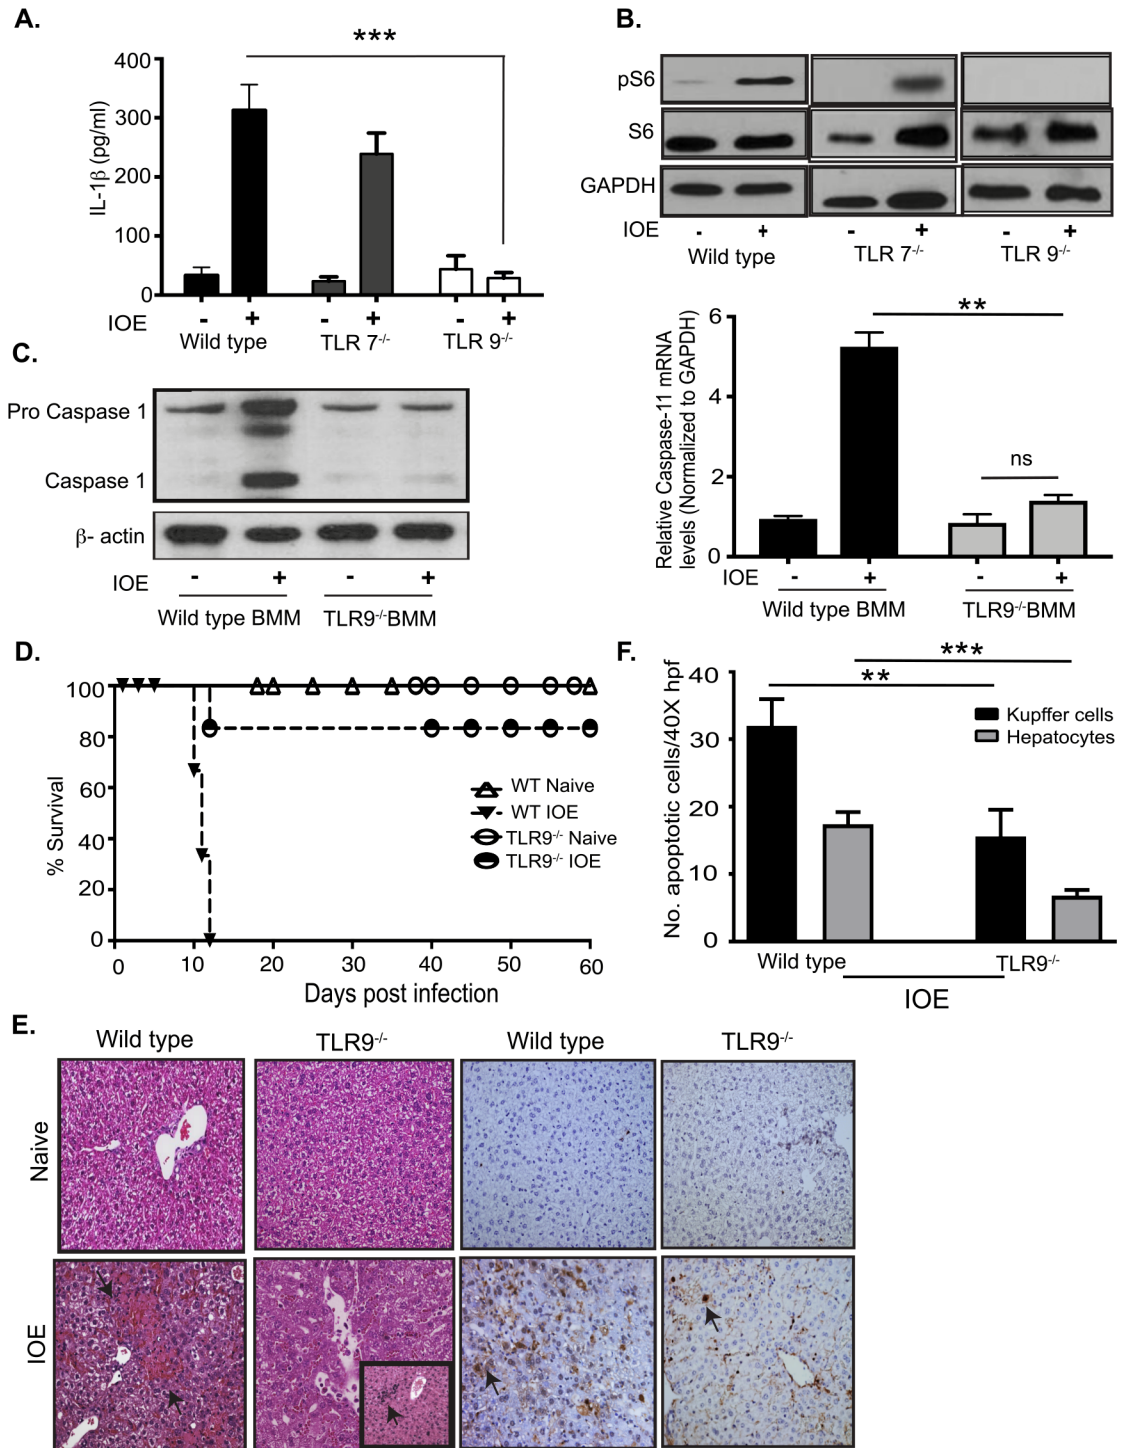 A.
***
400
300
200
100
0
IL-1β (pg/ml)
IOE - + - + - +
Wild type TLR 7-/- TLR 9-/-
B.
pS6
S6
GAPDH
IOE - + - + - +
Wild type TLR 7-/- TLR 9-/-
C.
Pro Caspase 1
Caspase 1
β- actin
IOE - + - +
Wild type BMM TLR9-/-BMM
**
ns
6
4
2
0
Relative Caspase-11 mRNA
levels (Normalized to GAPDH)
IOE - + - +
Wild type BMM TLR9-/-BMM
D.
100
80
60
40
20
0
% Survival
WT Naive
WT IOE
TLR9-/- Naive
TLR9-/- IOE
0 10 20 30 40 50 60
Days post infection
F.
***
**
40
30
20
10
0
No. apoptotic cells/40X hpf
Kupffer cells
Hepatocytes
Wild type TLR9-/-
IOE
E.
Wild type TLR9-/- Wild type TLR9-/-
Naive
IOE